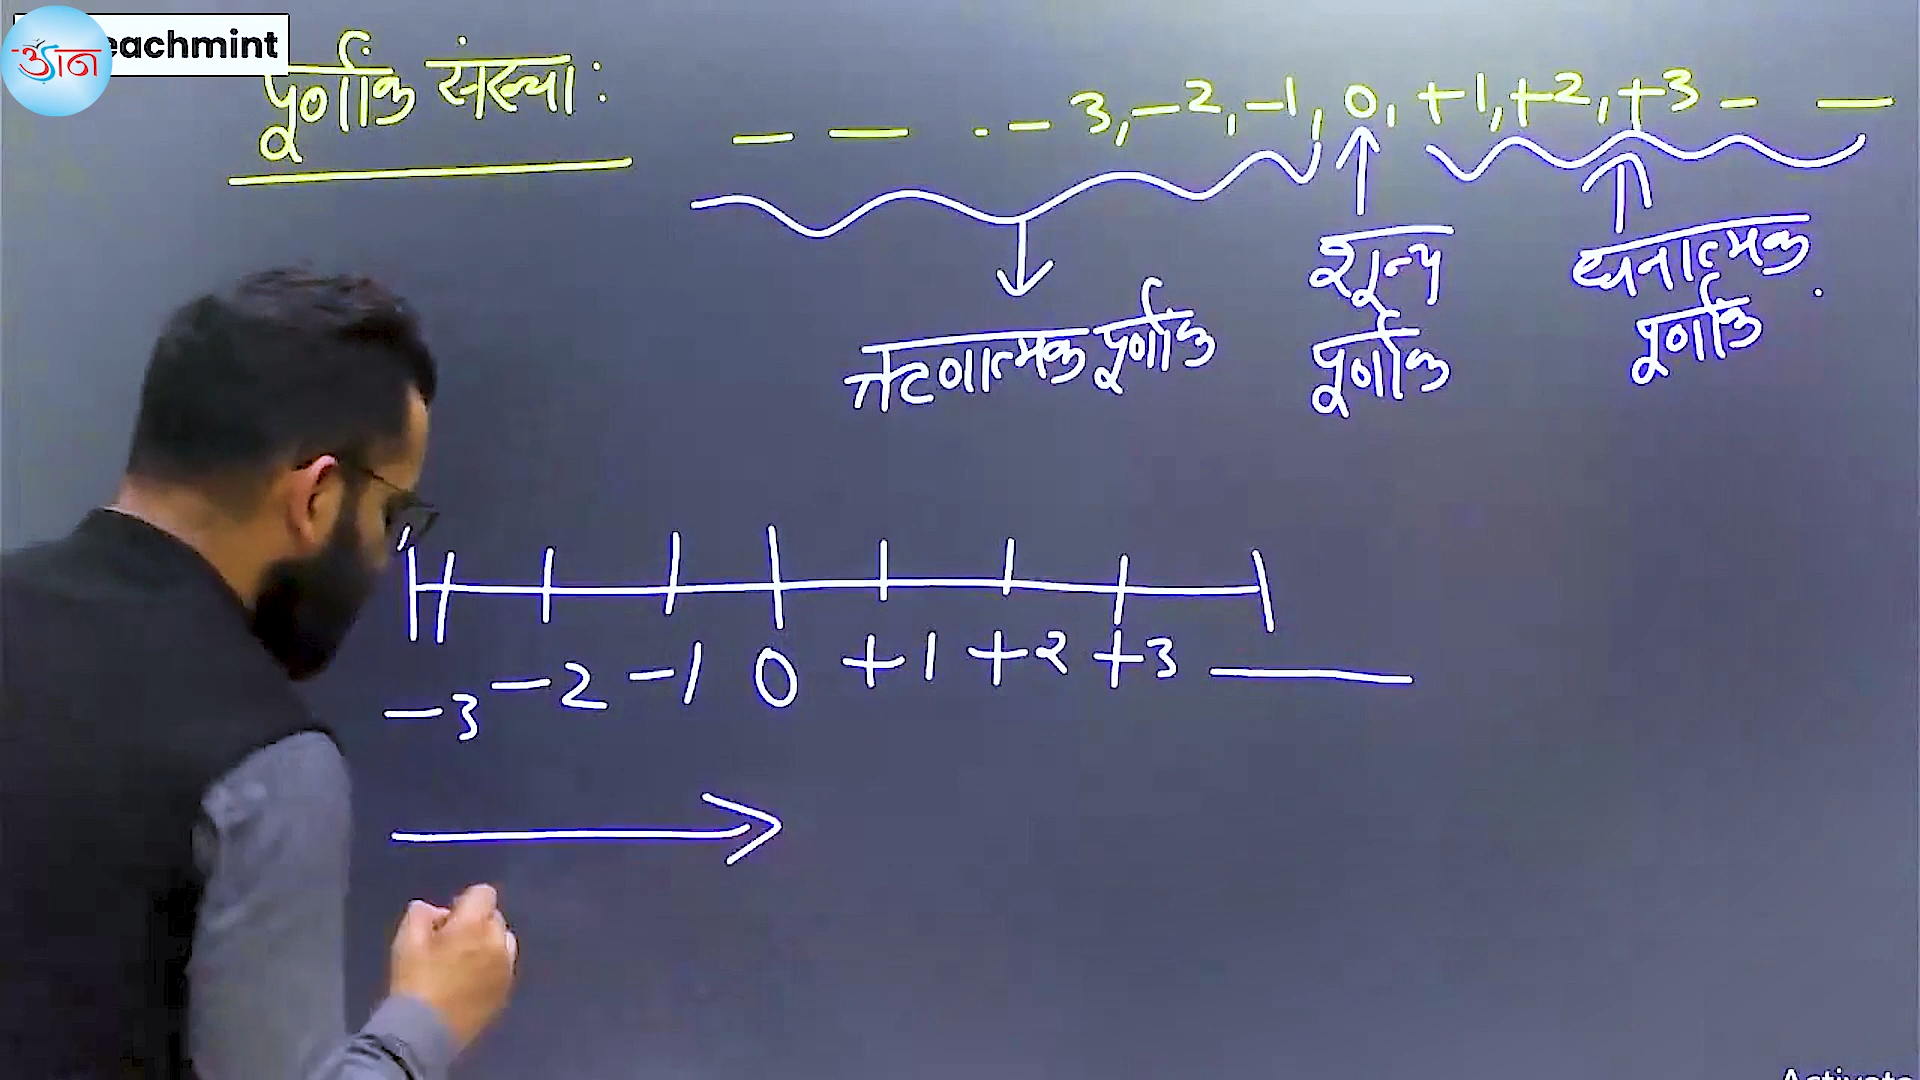 eachmint
ज्ञान
पूर्णांक संख्या :
— — . – 3, –2, –1, 0, +1, +2, +3 – —
ऋणात्मक पूर्णांक
शून्य
पूर्णांक
धनात्मक
पूर्णांक
–3 –2 –1 0 +1 +2 +3 ——